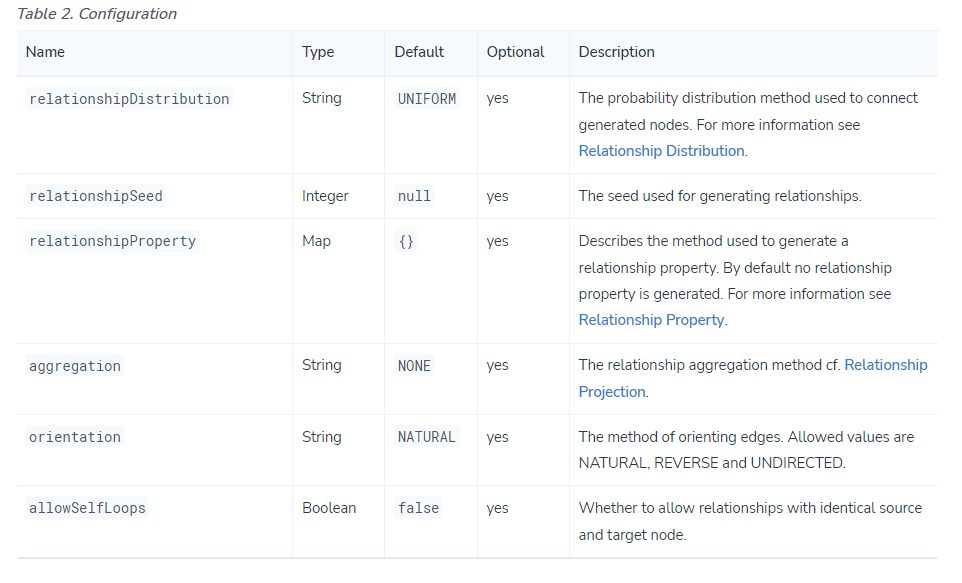 Table 2. Configuration
Name Type Default Optional Description
relationshipDistribution String UNIFORM yes The probability distribution method used to connect
generated nodes. For more information see
Relationship Distribution.
relationshipSeed Integer null yes The seed used for generating relationships.
relationshipProperty Map {} yes Describes the method used to generate a
relationship property. By default no relationship
property is generated. For more information see
Relationship Property.
aggregation String NONE yes The relationship aggregation method cf. Relationship
Projection.
orientation String NATURAL yes The method of orienting edges. Allowed values are
NATURAL, REVERSE and UNDIRECTED.
allowSelfLoops Boolean false yes Whether to allow relationships with identical source
and target node.